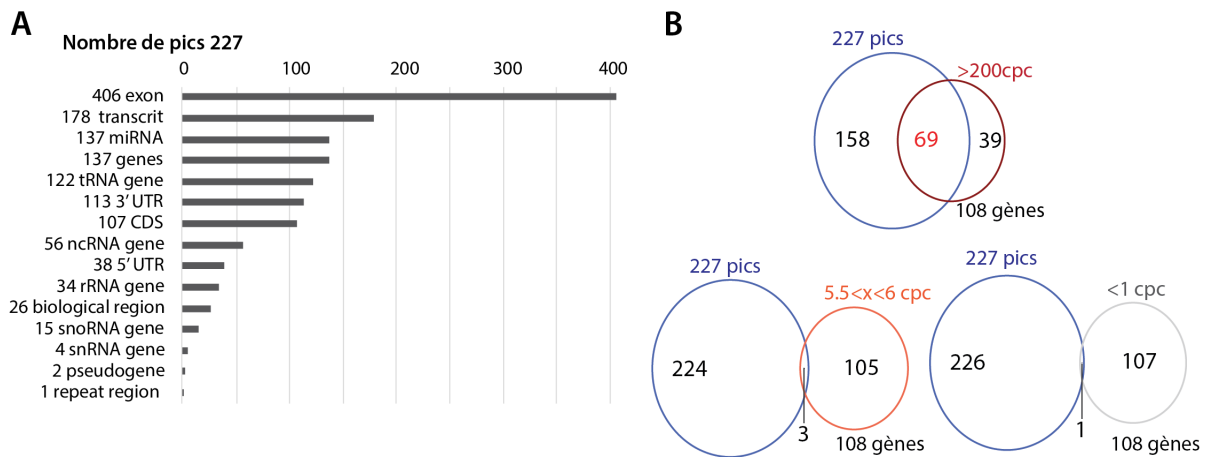 A
Nombre de pics 227
0 100 200 300 400
406 exon
178 transcrit
137 miRNA
137 genes
122 tRNA gene
113 3' UTR
107 CDS
56 ncRNA gene
38 5' UTR
34 rRNA gene
26 biological region
15 snoRNA gene
4 snRNA gene
2 pseudogene
1 repeat region
B
227 pics
>200cpc
158 69 39
108 gènes
227 pics
5.5<x<6 cpc
224 105
3
108 gènes
227 pics
<1 cpc
226 107
1
108 gènes